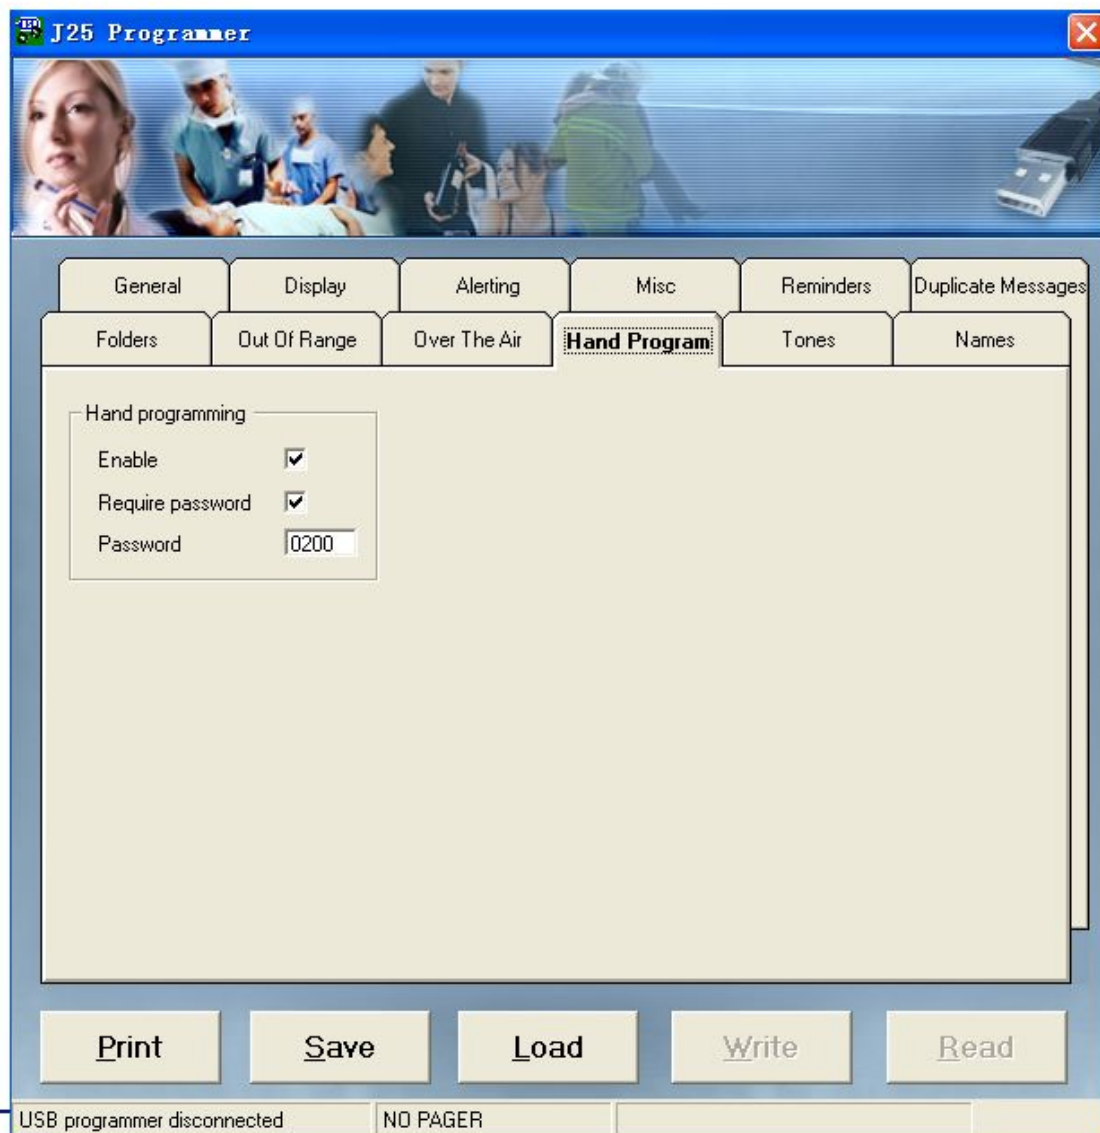 J25 Programmer
General Display Alerting Misc Reminders Duplicate Messages
Folders Out Of Range Over The Air Hand Program Tones Names
Hand programming
Enable
Require password
Password 0200
Print Save Load Write Read
USB programmer disconnected NO PAGER